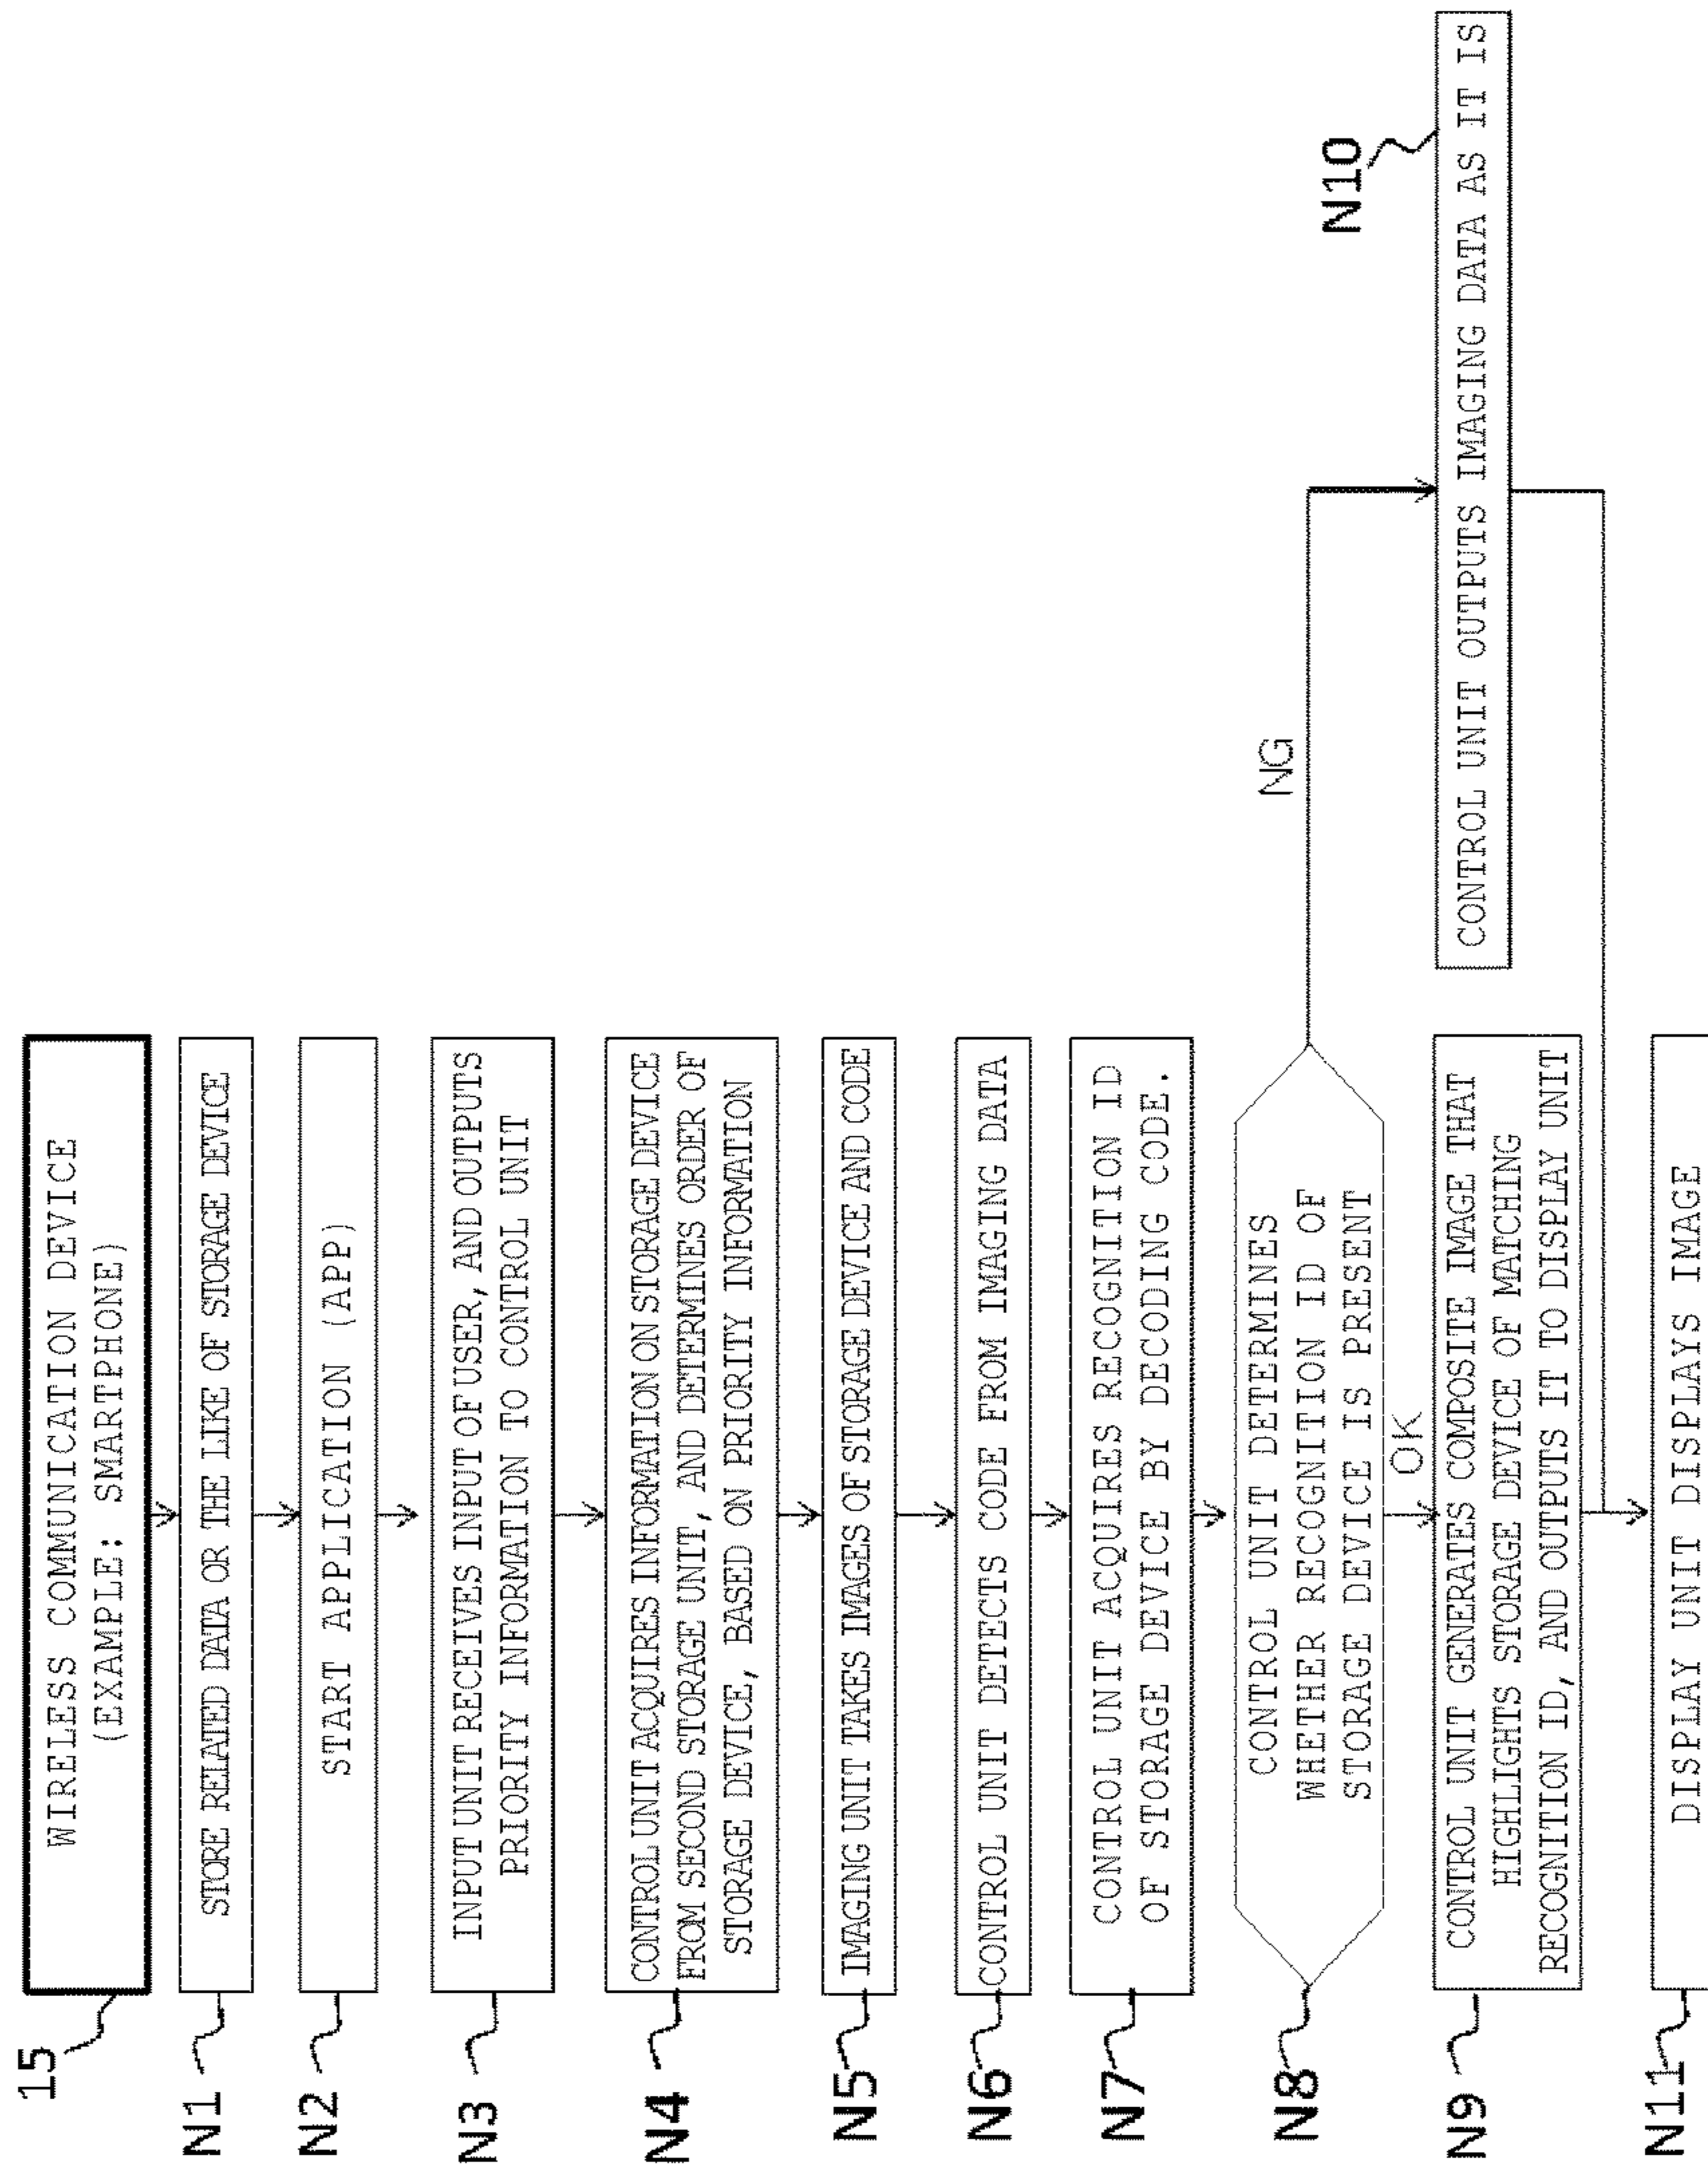 15
WIRELESS COMMUNICATION DEVICE
(EXAMPLE: SMARTPHONE)
N1
STORE RELATED DATA OR THE LIKE OF STORAGE DEVICE
N2
START APPLICATION (APP)
N3
INPUT UNIT RECEIVES INPUT OF USER, AND OUTPUTS
PRIORITY INFORMATION TO CONTROL UNIT
N4
CONTROL UNIT ACQUIRES INFORMATION ON STORAGE DEVICE
FROM SECOND STORAGE UNIT, AND DETERMINES ORDER OF
STORAGE DEVICE, BASED ON PRIORITY INFORMATION
N5
IMAGING UNIT TAKES IMAGES OF STORAGE DEVICE AND CODE
N6
CONTROL UNIT DETECTS CODE FROM IMAGING DATA
N7
CONTROL UNIT ACQUIRES RECOGNITION ID
OF STORAGE DEVICE BY DECODING CODE.
N8
CONTROL UNIT DETERMINES
WHETHER RECOGNITION ID OF
STORAGE DEVICE IS PRESENT
NG
OK
N9
CONTROL UNIT GENERATES COMPOSITE IMAGE THAT
HIGHLIGHTS STORAGE DEVICE OF MATCHING
RECOGNITION ID, AND OUTPUTS IT TO DISPLAY UNIT
N10
CONTROL UNIT OUTPUTS IMAGING DATA AS IT IS
N11
DISPLAY UNIT DISPLAYS IMAGE